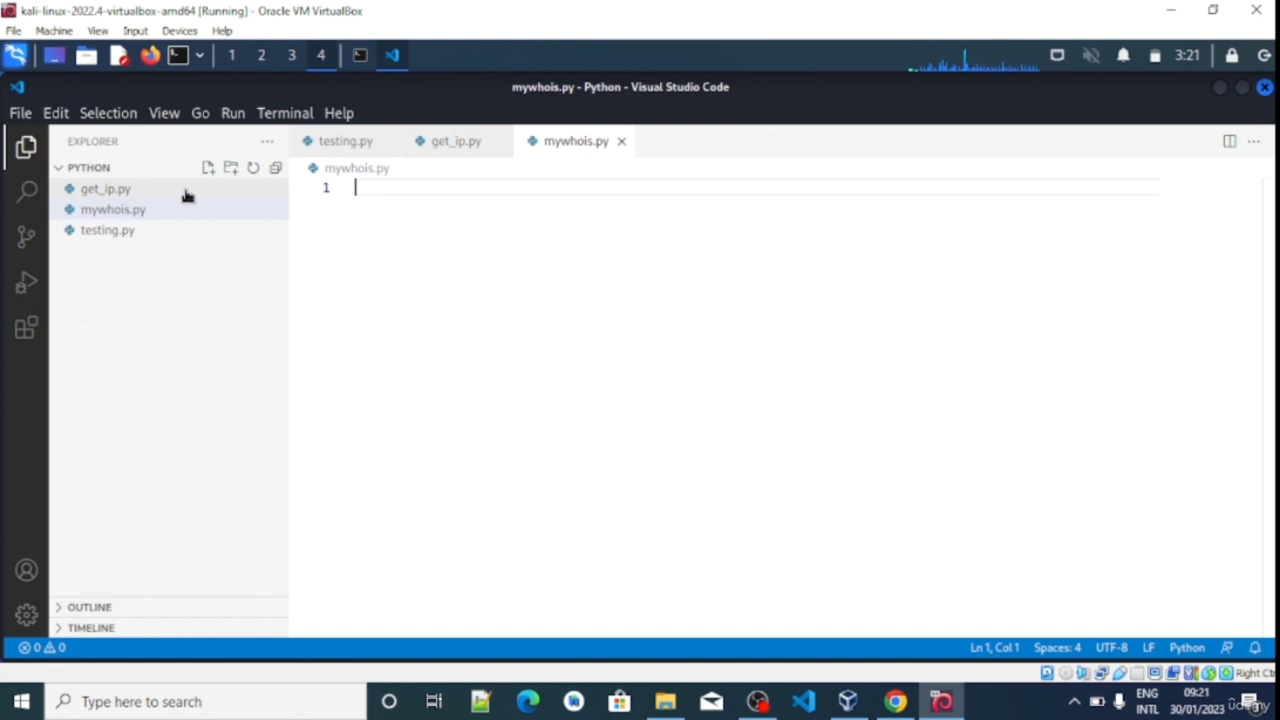 kali-linux-2022.4-virtualbox-amd64 [Running] - Oracle VM VirtualBox
File Machine View Input Devices Help
1 2 3 4 3:21
mywhois.py - Python - Visual Studio Code
File Edit Selection View Go Run Terminal Help
EXPLORER
testing.py get_ip.py mywhois.py
PYTHON
mywhois.py
get_ip.py
1
mywhois.py
testing.py
OUTLINE
TIMELINE
0 0 Ln 1, Col 1 Spaces: 4 UTF-8 LF Python
Right Ct
Type here to search
ENG 09:21
INTL 30/01/2023
udemy